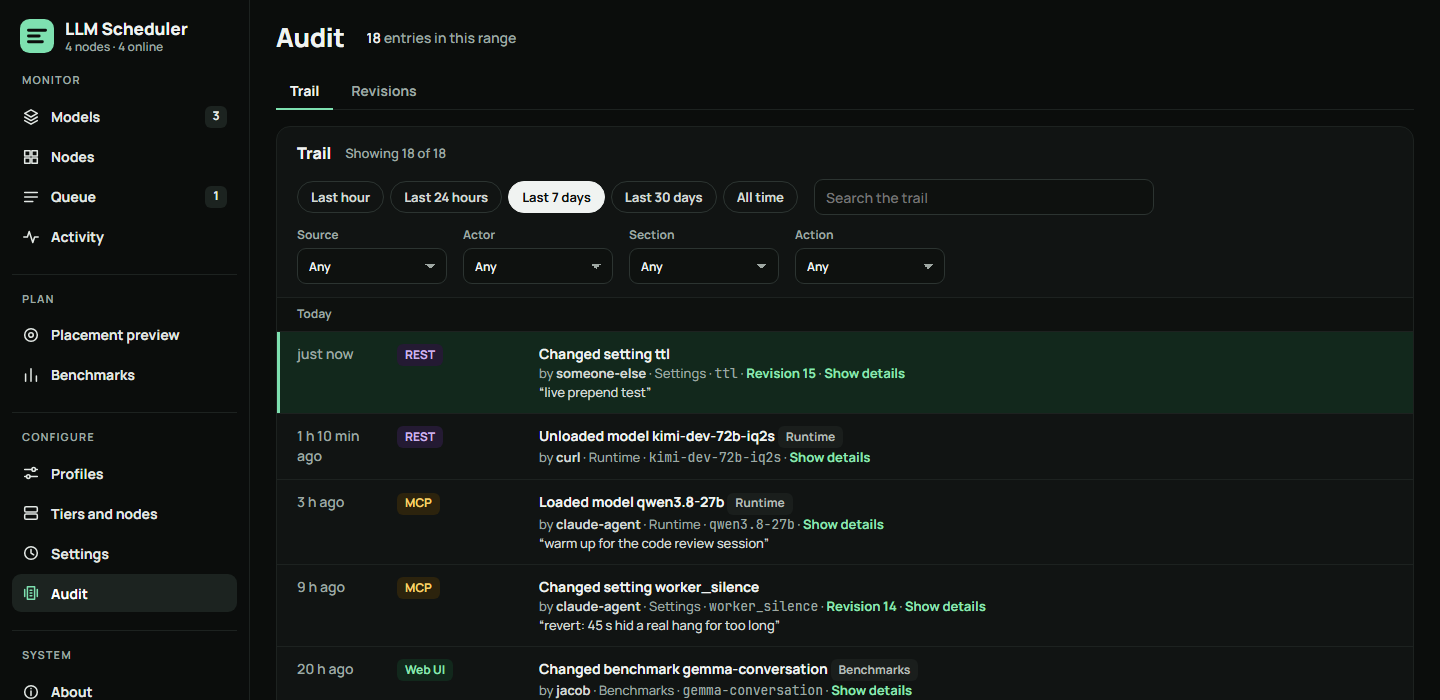 LLM Scheduler
4 nodes · 4 online
MONITOR
Models 3
Nodes
Queue 1
Activity
PLAN
Placement preview
Benchmarks
CONFIGURE
Profiles
Tiers and nodes
Settings
Audit
SYSTEM
About
Audit 18 entries in this range
Trail Revisions
Trail Showing 18 of 18
Last hour Last 24 hours Last 7 days Last 30 days All time Search the trail
Source Actor Section Action
Any Any Any Any
Today
just now REST Changed setting ttl
by someone-else · Settings · ttl · Revision 15 · Show details
“live prepend test”
1 h 10 min ago REST Unloaded model kimi-dev-72b-iq2s Runtime
by curl · Runtime · kimi-dev-72b-iq2s · Show details
3 h ago MCP Loaded model qwen3.8-27b Runtime
by claude-agent · Runtime · qwen3.8-27b · Show details
“warm up for the code review session”
9 h ago MCP Changed setting worker_silence
by claude-agent · Settings · worker_silence · Revision 14 · Show details
“revert: 45 s hid a real hang for too long”
20 h ago Web UI Changed benchmark gemma-conversation Benchmarks
by jacob · Benchmarks · gemma-conversation · Show details